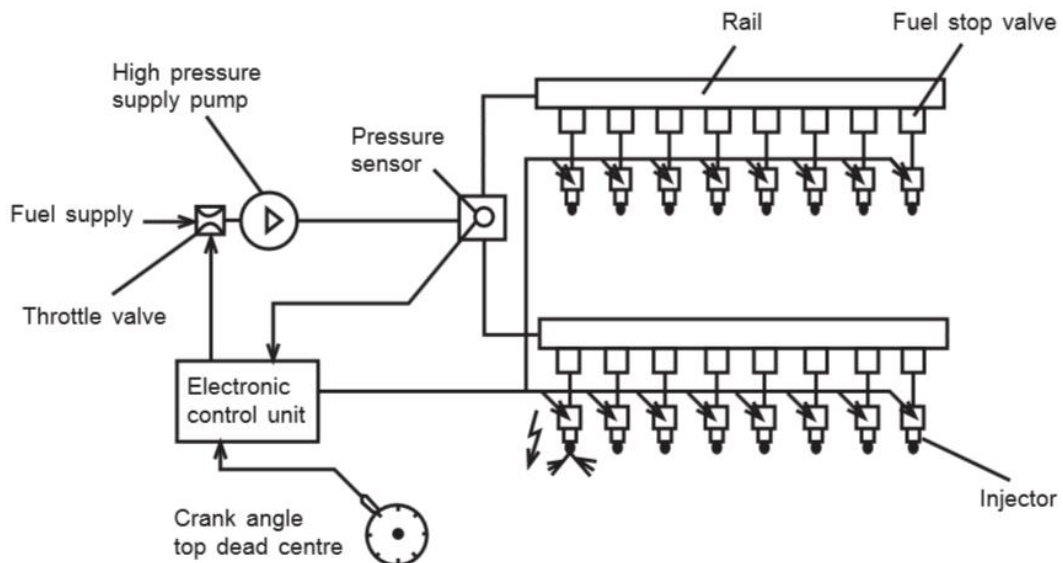 Rail
Fuel stop valve
High pressure
supply pump
Pressure
sensor
Fuel supply
Throttle valve
Electronic
control unit
Injector
Crank angle
top dead centre